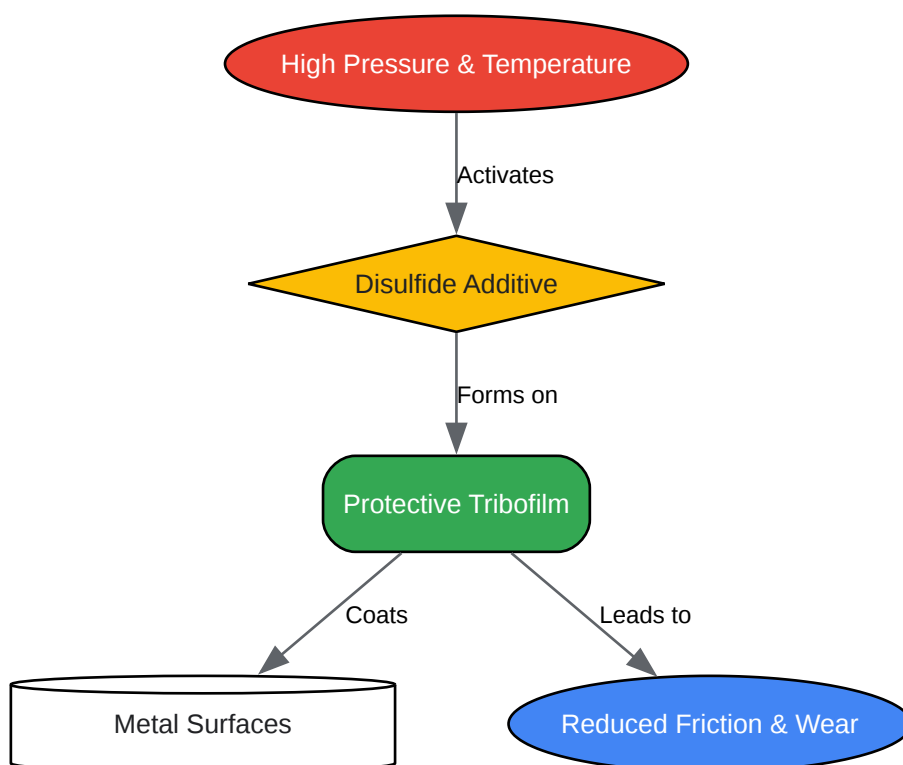 High Pressure & Temperature
Activates
Disulfide Additive
Forms on
Protective Tribofilm
Coats
Leads to
Metal Surfaces
Reduced Friction & Wear